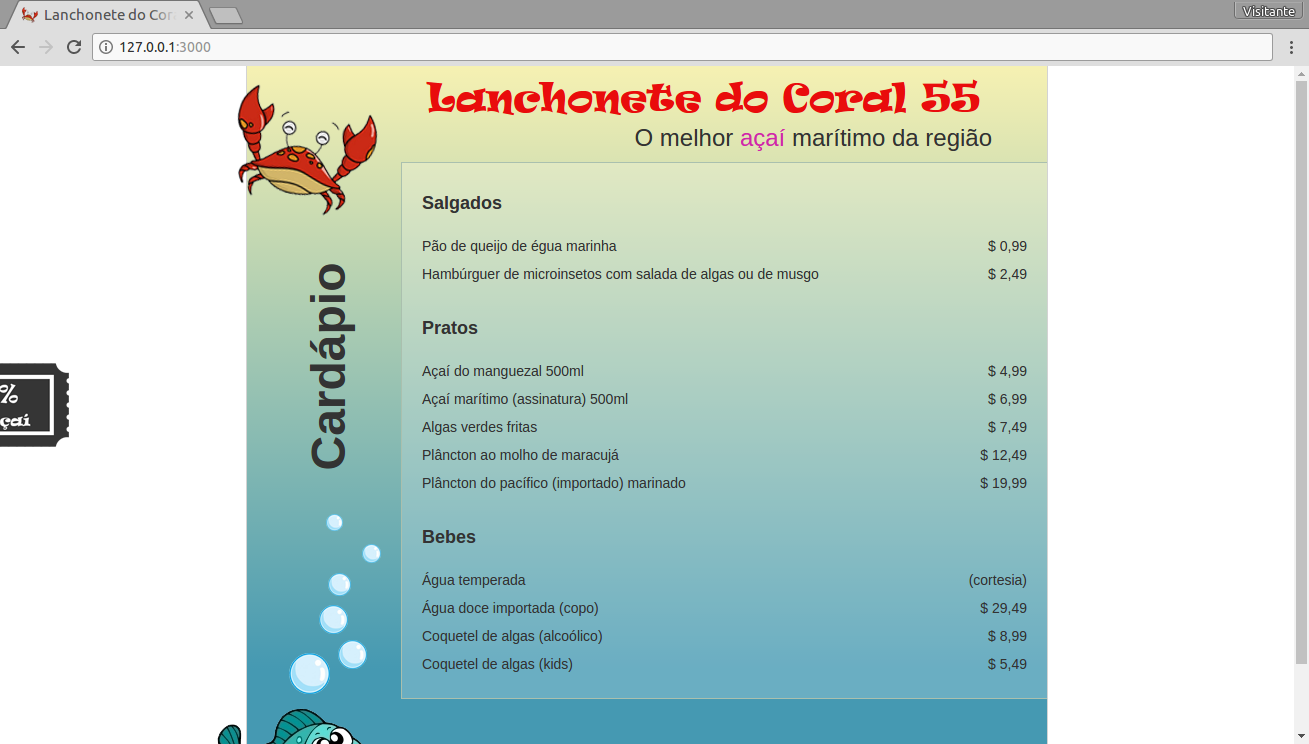 Lanchonete do Cor
Visitante
127.0.0.1:3000
Lanchonete do Coral 55
O melhor açaí marítimo da região
Cardápio
Salgados
Pão de queijo de égua marinha $ 0,99
Hambúrguer de microinsetos com salada de algas ou de musgo $ 2,49
Pratos
Açaí do manguezal 500ml $ 4,99
Açaí marítimo (assinatura) 500ml $ 6,99
Algas verdes fritas $ 7,49
Plâncton ao molho de maracujá $ 12,49
Plâncton do pacífico (importado) marinado $ 19,99
Bebes
Água temperada (cortesia)
Água doce importada (copo) $ 29,49
Coquetel de algas (alcoólico) $ 8,99
Coquetel de algas (kids) $ 5,49
%
çaí